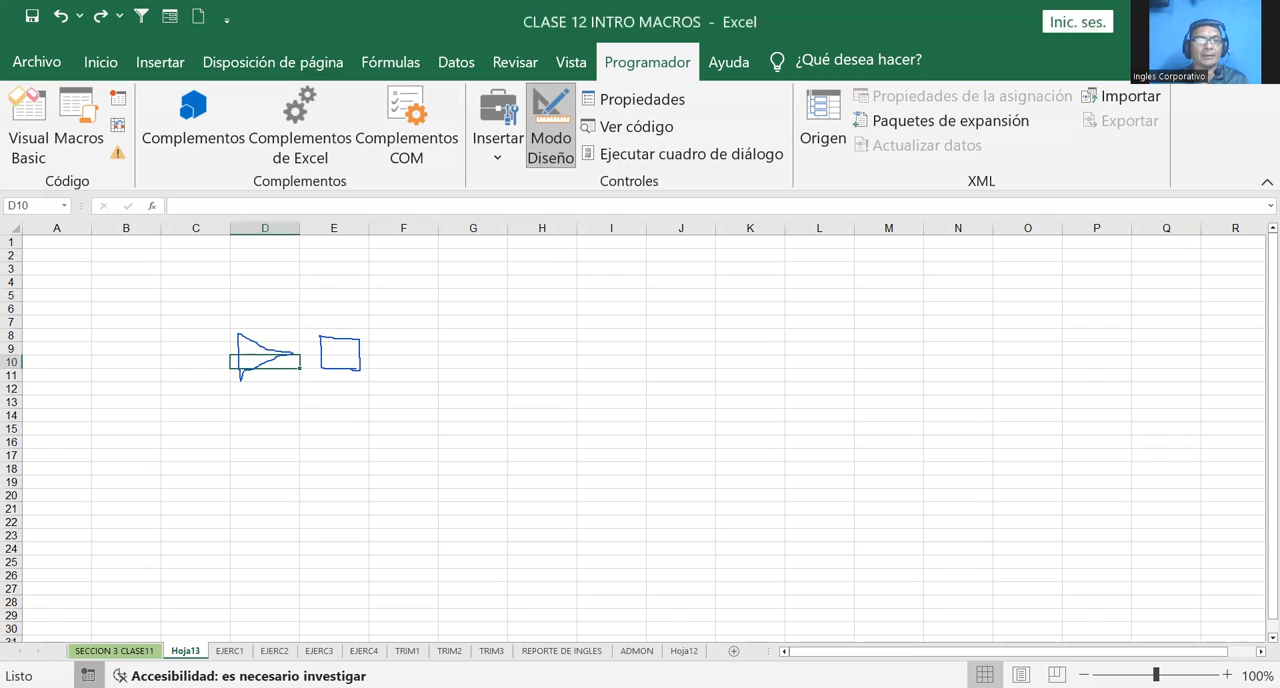 CLASE 12 INTRO MACROS - Excel
Inic. ses.
Ingles Corporativo
Archivo
Inicio
Insertar
Disposición de página
Fórmulas
Datos
Revisar
Vista
Programador
Ayuda
¿Qué desea hacer?
Visual Basic
Macros
Código
Complementos
Complementos de Excel
Complementos COM
Complementos
Insertar
Modo Diseño
Propiedades
Ver código
Ejecutar cuadro de diálogo
Controles
Origen
Propiedades de la asignación
Paquetes de expansión
Actualizar datos
Importar
Exportar
XML
D10
fx
A B C D E F G H I J K L M N O P Q R
1
2
3
4
5
6
7
8
9
10
11
12
13
14
15
16
17
18
19
20
21
22
23
24
25
26
27
28
29
30
31
SECCION 3 CLASE11
Hoja13
EJERC1
EJERC2
EJERC3
EJERC4
TRIM1
TRIM2
TRIM3
REPORTE DE INGLES
ADMON
Hoja12
Listo
Accesibilidad: es necesario investigar
100%